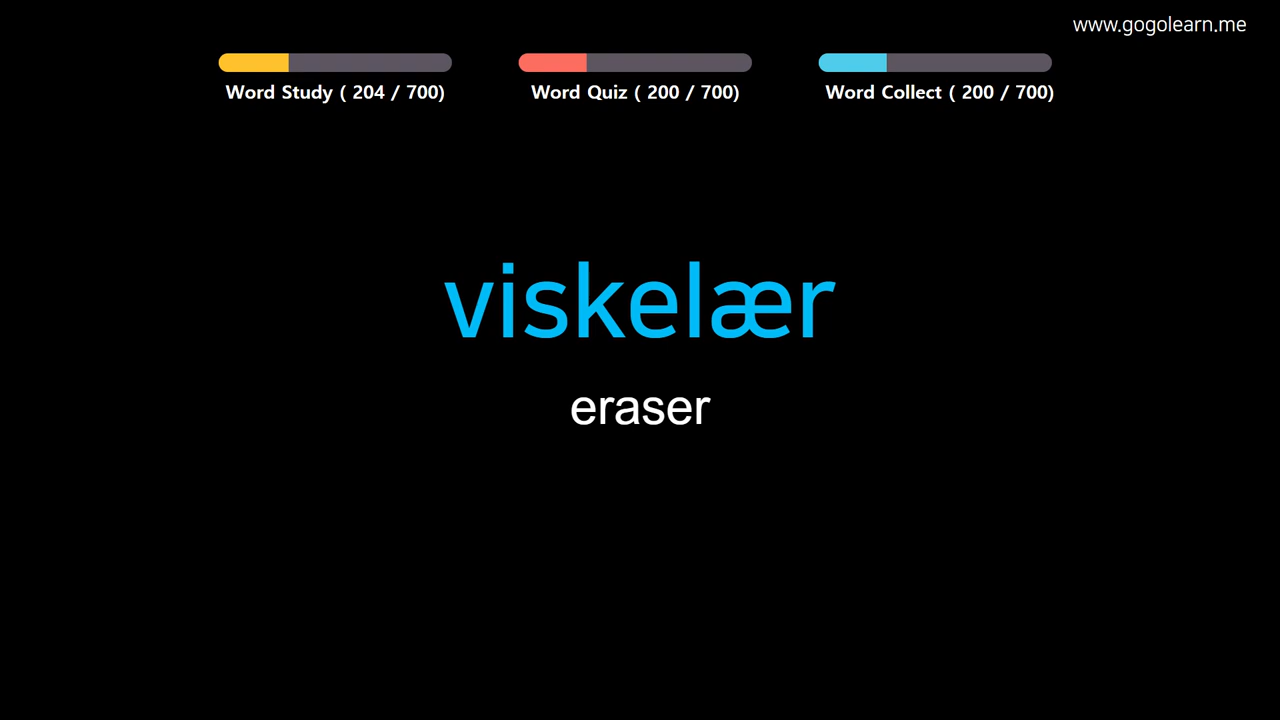 www.gogolearn.me
Word Study ( 204 / 700)
Word Quiz ( 200 / 700)
Word Collect ( 200 / 700)
viskelær
eraser